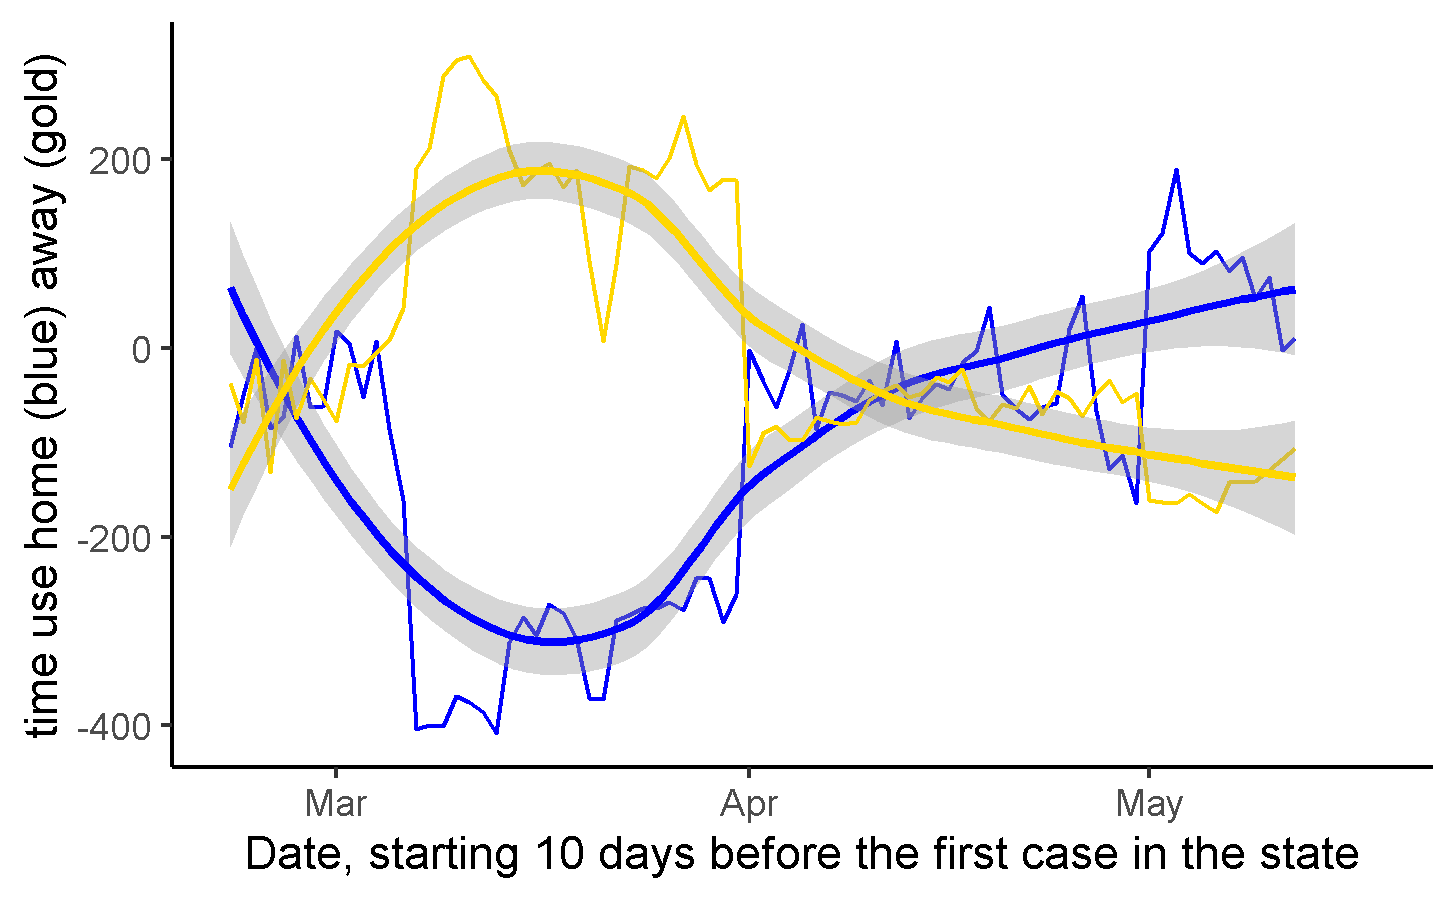 time use home (blue) away (gold)
200
0
-200
-400
Mar
Apr
May
Date, starting 10 days before the first case in the state